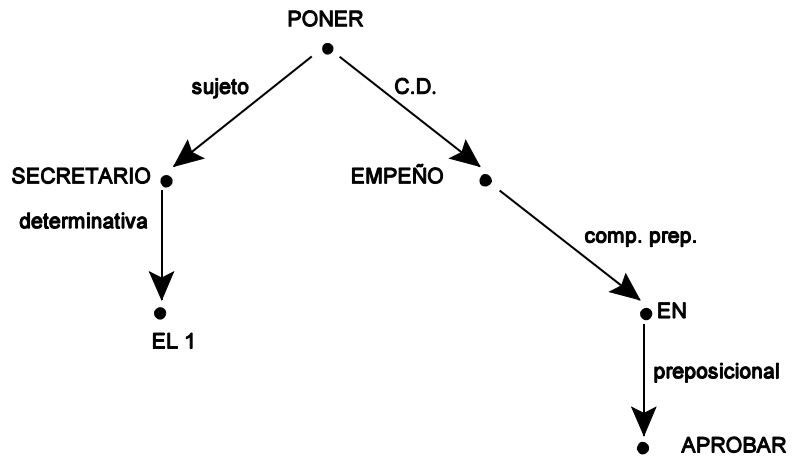 PONER
sujeto
C.D.
SECRETARIO
EMPEÑO
determinativa
comp. prep.
EN
EL 1
preposicional
APROBAR